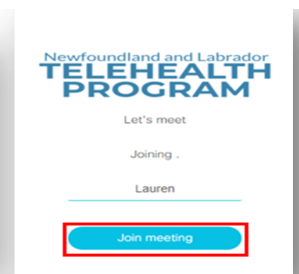 Newfoundland and Labrador
TELEHEALTH
PROGRAM
Let's meet
Joining .
Lauren
Join meeting